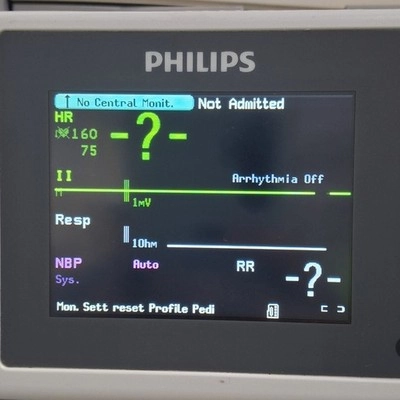 PHILIPS
↑ No Central Monit. Not Admitted
HR
160 -?-
75
II Arrhythmia Off
M
1mV
Resp
1Ohm
NBP Auto RR -?-
Sys.
Mon. Sett reset Profile Pedi